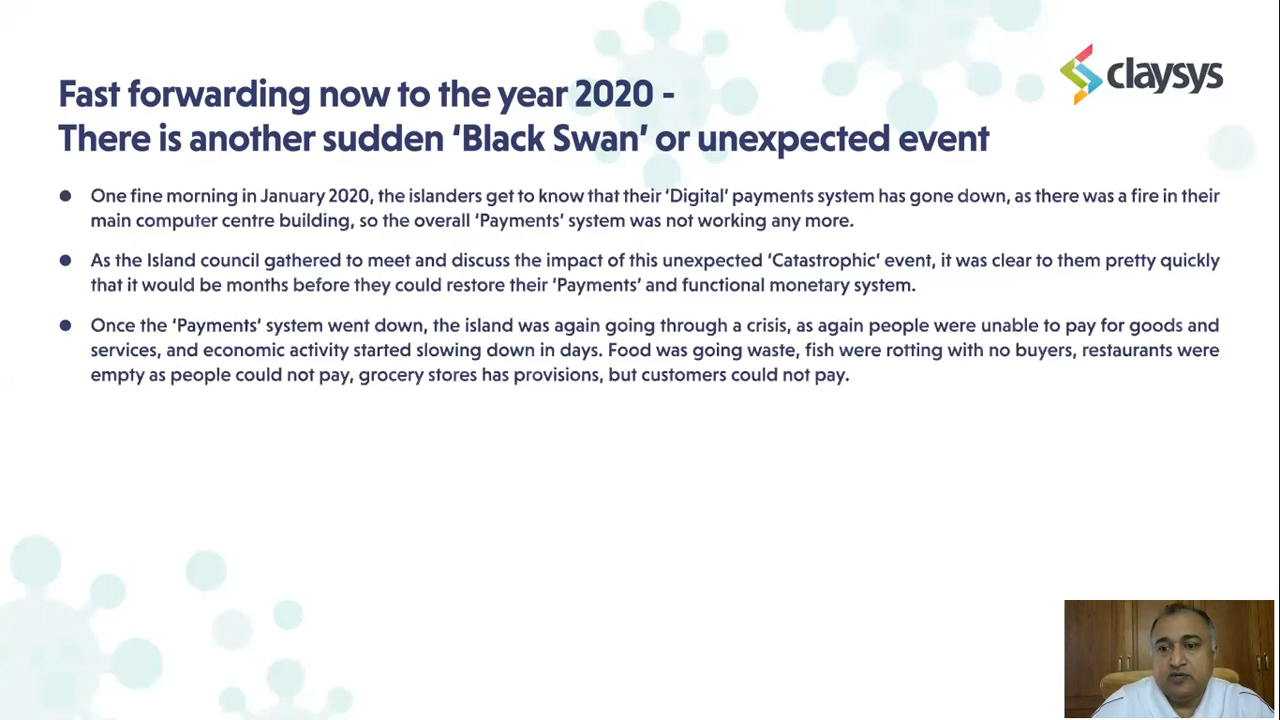 claysys
Fast forwarding now to the year 2020 -
There is another sudden ‘Black Swan’ or unexpected event
● One fine morning in January 2020, the islanders get to know that their ‘Digital’ payments system has gone down, as there was a fire in their
main computer centre building, so the overall ‘Payments’ system was not working any more.
● As the Island council gathered to meet and discuss the impact of this unexpected ‘Catastrophic’ event, it was clear to them pretty quickly
that it would be months before they could restore their ‘Payments’ and functional monetary system.
● Once the ‘Payments’ system went down, the island was again going through a crisis, as again people were unable to pay for goods and
services, and economic activity started slowing down in days. Food was going waste, fish were rotting with no buyers, restaurants were
empty as people could not pay, grocery stores has provisions, but customers could not pay.